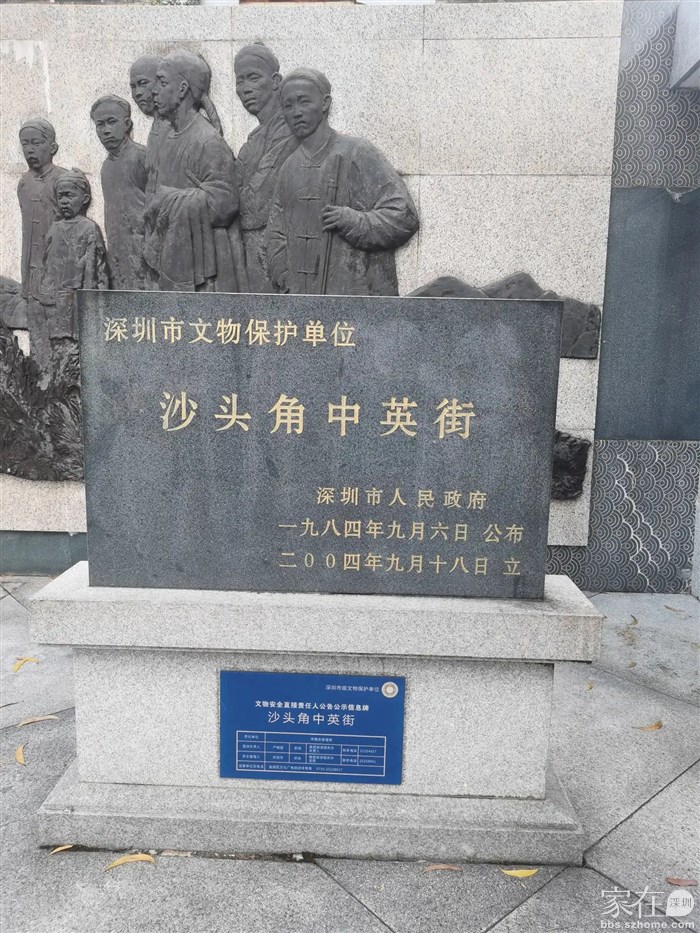 深圳市文物保护单位
沙头角中英街
深圳市人民政府
一九八四年九月六日 公布
二00四年九月十八日 立
深圳市级文物保护单位
文物安全直接责任人公告公示信息牌
沙头角中英街
家在深圳
bbs.szhome.com